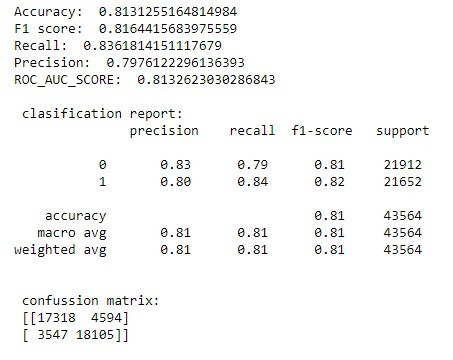 Accuracy: 0.8131255164814984
F1 score: 0.8164415683975559
Recall: 0.8361814151117679
Precision: 0.7976122296136393
ROC_AUC_SCORE: 0.8132623030286843
clasification report:
precision recall f1-score support
0 0.83 0.79 0.81 21912
1 0.80 0.84 0.82 21652
accuracy 0.81 43564
macro avg 0.81 0.81 0.81 43564
weighted avg 0.81 0.81 0.81 43564
confussion matrix:
[[17318 4594]
[ 3547 18105]]